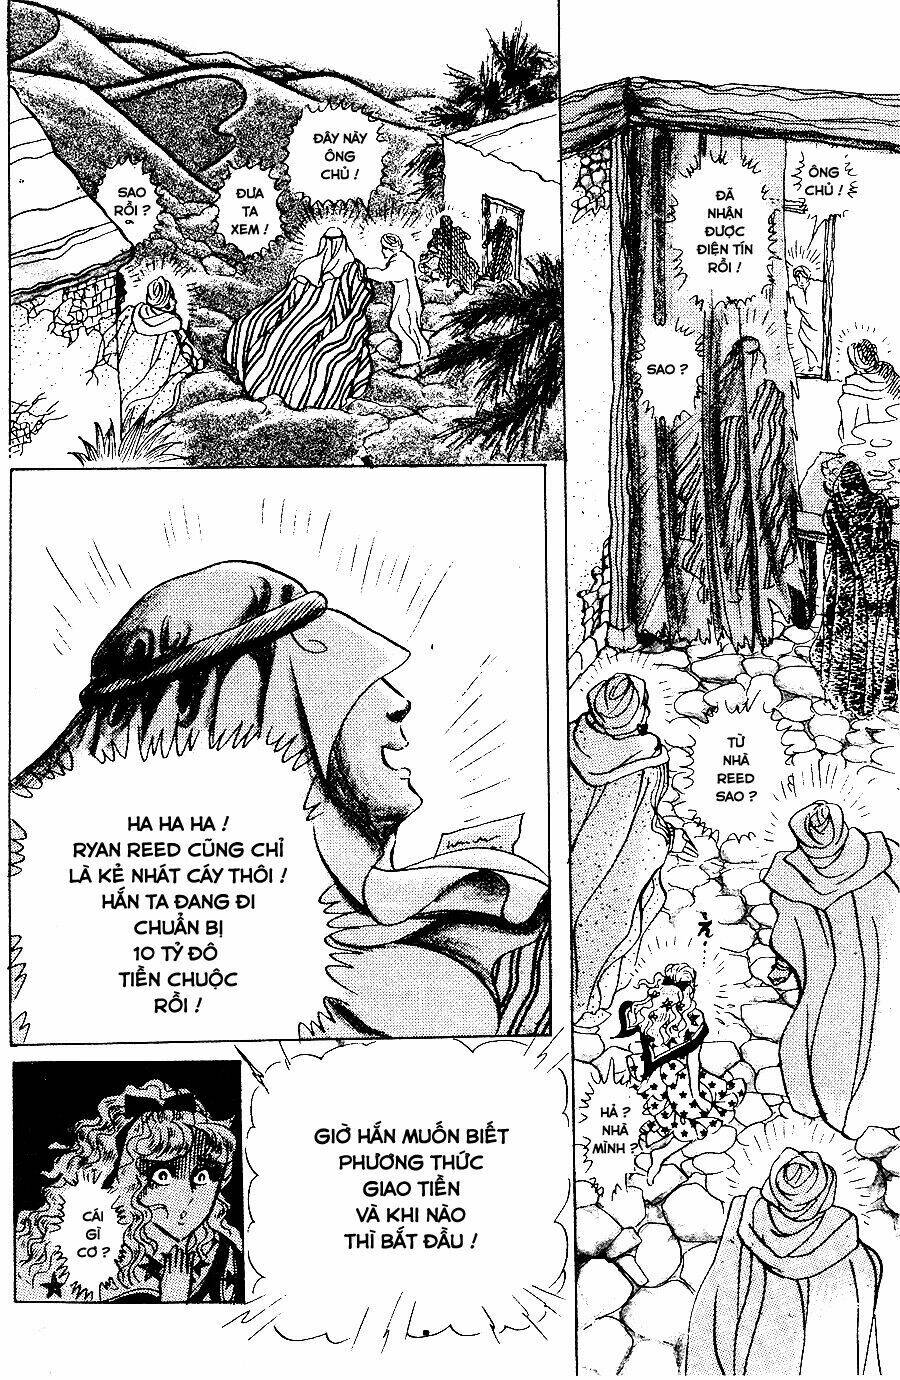 ÔNG
CHỦ !
ĐÃ
NHẬN
ĐƯỢC
ĐIỆN TÍN
RỒI !
SAO ?
TỪ
NHÀ
REED
SAO ?
HẢ ?
NHÀ
MÌNH ?
ĐÂY NÀY
ÔNG
CHỦ !
ĐƯA
TA
XEM !
SAO
RỒI ?
HA HA HA !
RYAN REED CŨNG CHỈ
LÀ KẺ NHÁT CÁY THÔI !
HẮN TA ĐANG ĐI
CHUẨN BỊ
10 TỶ ĐÔ
TIỀN CHUỘC
RỒI !
GIỜ HẮN MUỐN BIẾT
PHƯƠNG THỨC
GIAO TIỀN
VÀ KHI NÀO
THÌ BẮT ĐẦU !
CÁI
GÌ
CƠ ?